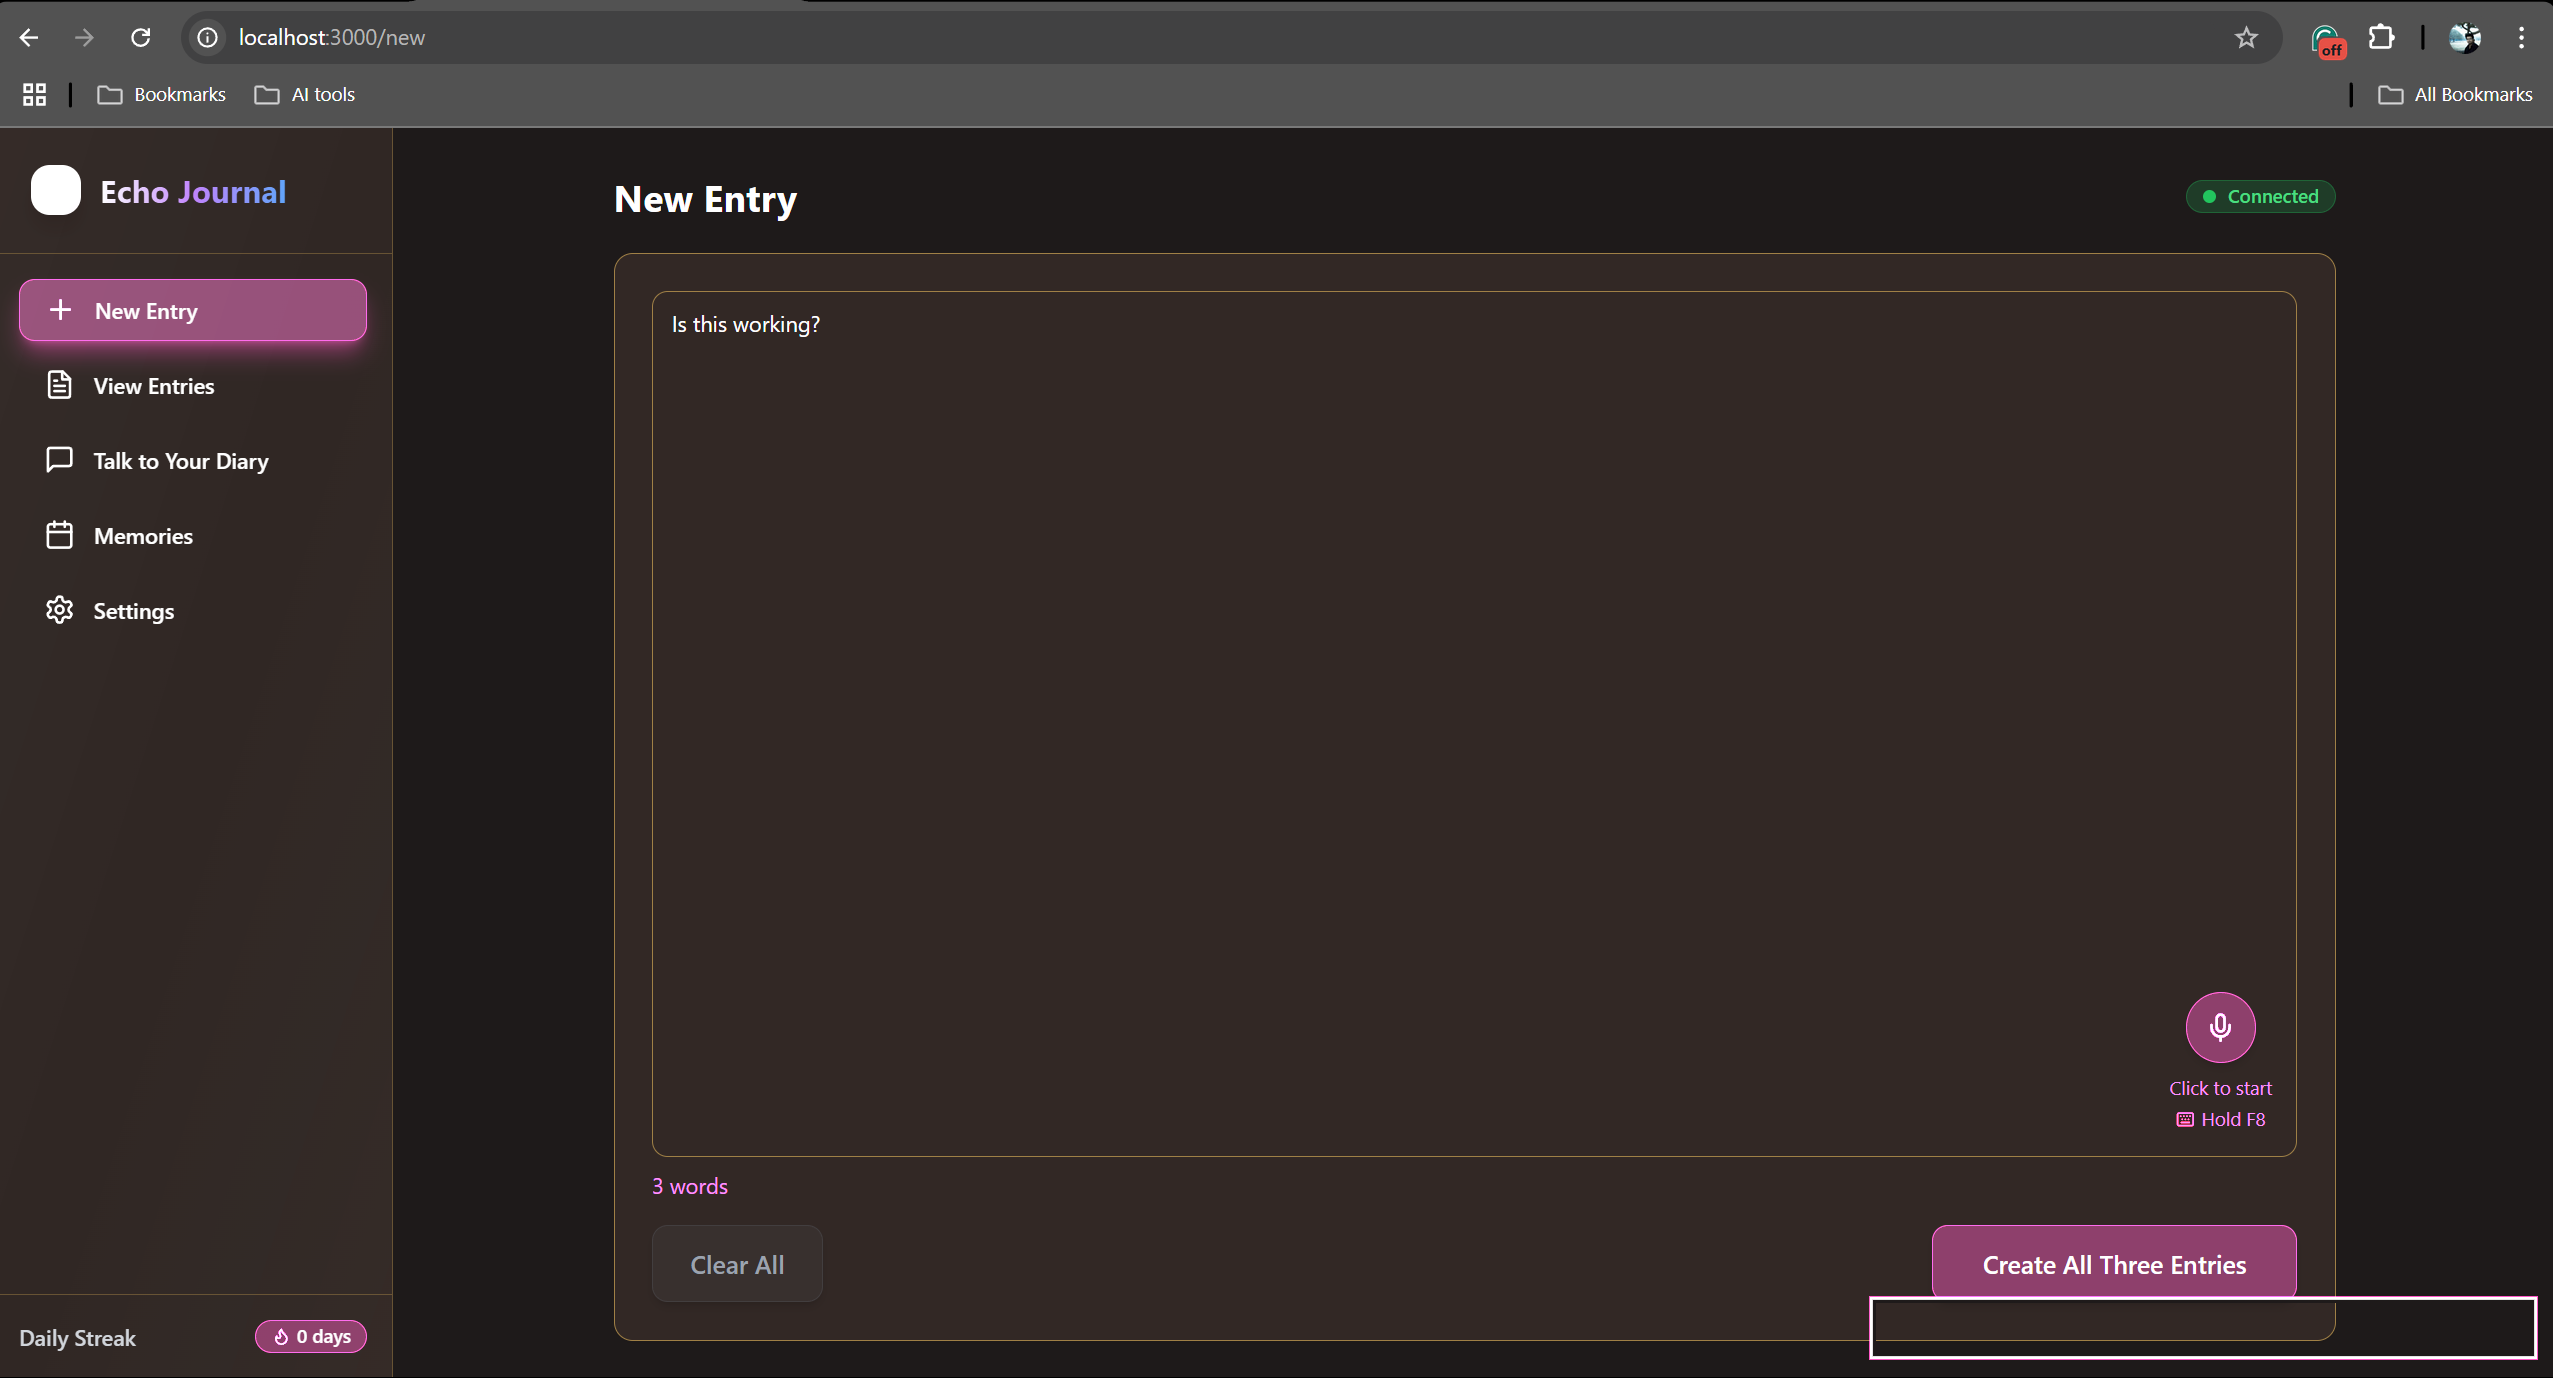 localhost:3000/new
off
Bookmarks
AI tools
All Bookmarks
Echo Journal
New Entry
View Entries
Talk to Your Diary
Memories
Settings
Daily Streak
0 days
New Entry
Connected
Is this working?
Click to start
Hold F8
3 words
Clear All
Create All Three Entries